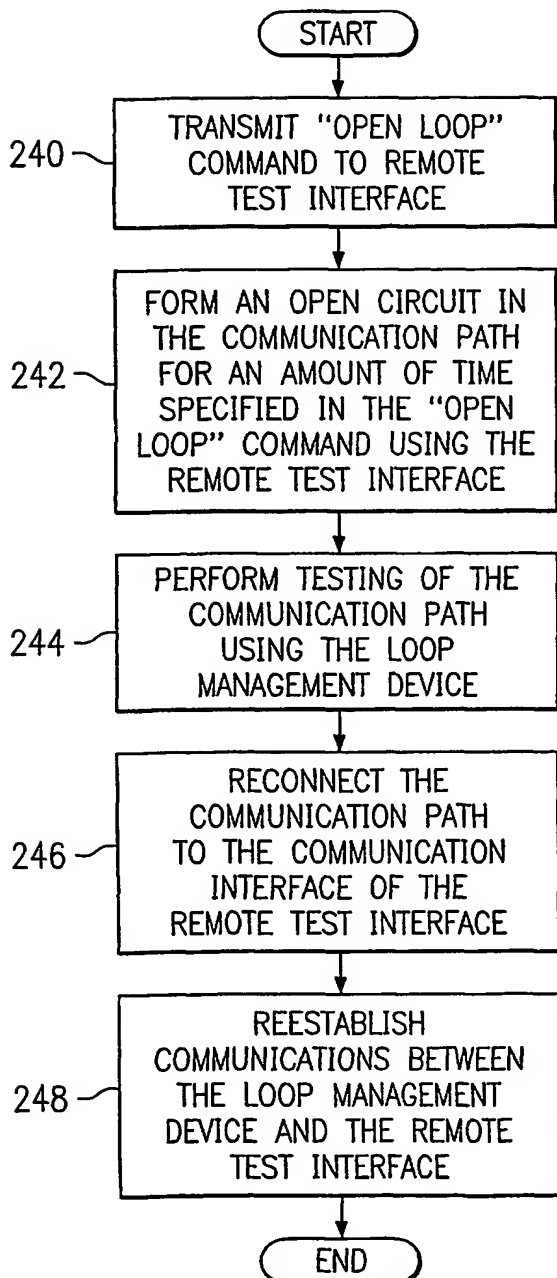 START
240
TRANSMIT "OPEN LOOP"
COMMAND TO REMOTE
TEST INTERFACE
242
FORM AN OPEN CIRCUIT IN
THE COMMUNICATION PATH
FOR AN AMOUNT OF TIME
SPECIFIED IN THE "OPEN
LOOP" COMMAND USING THE
REMOTE TEST INTERFACE
244
PERFORM TESTING OF THE
COMMUNICATION PATH
USING THE LOOP
MANAGEMENT DEVICE
246
RECONNECT THE
COMMUNICATION PATH
TO THE COMMUNICATION
INTERFACE OF THE
REMOTE TEST INTERFACE
248
REESTABLISH
COMMUNICATIONS BETWEEN
THE LOOP MANAGEMENT
DEVICE AND THE REMOTE
TEST INTERFACE
END